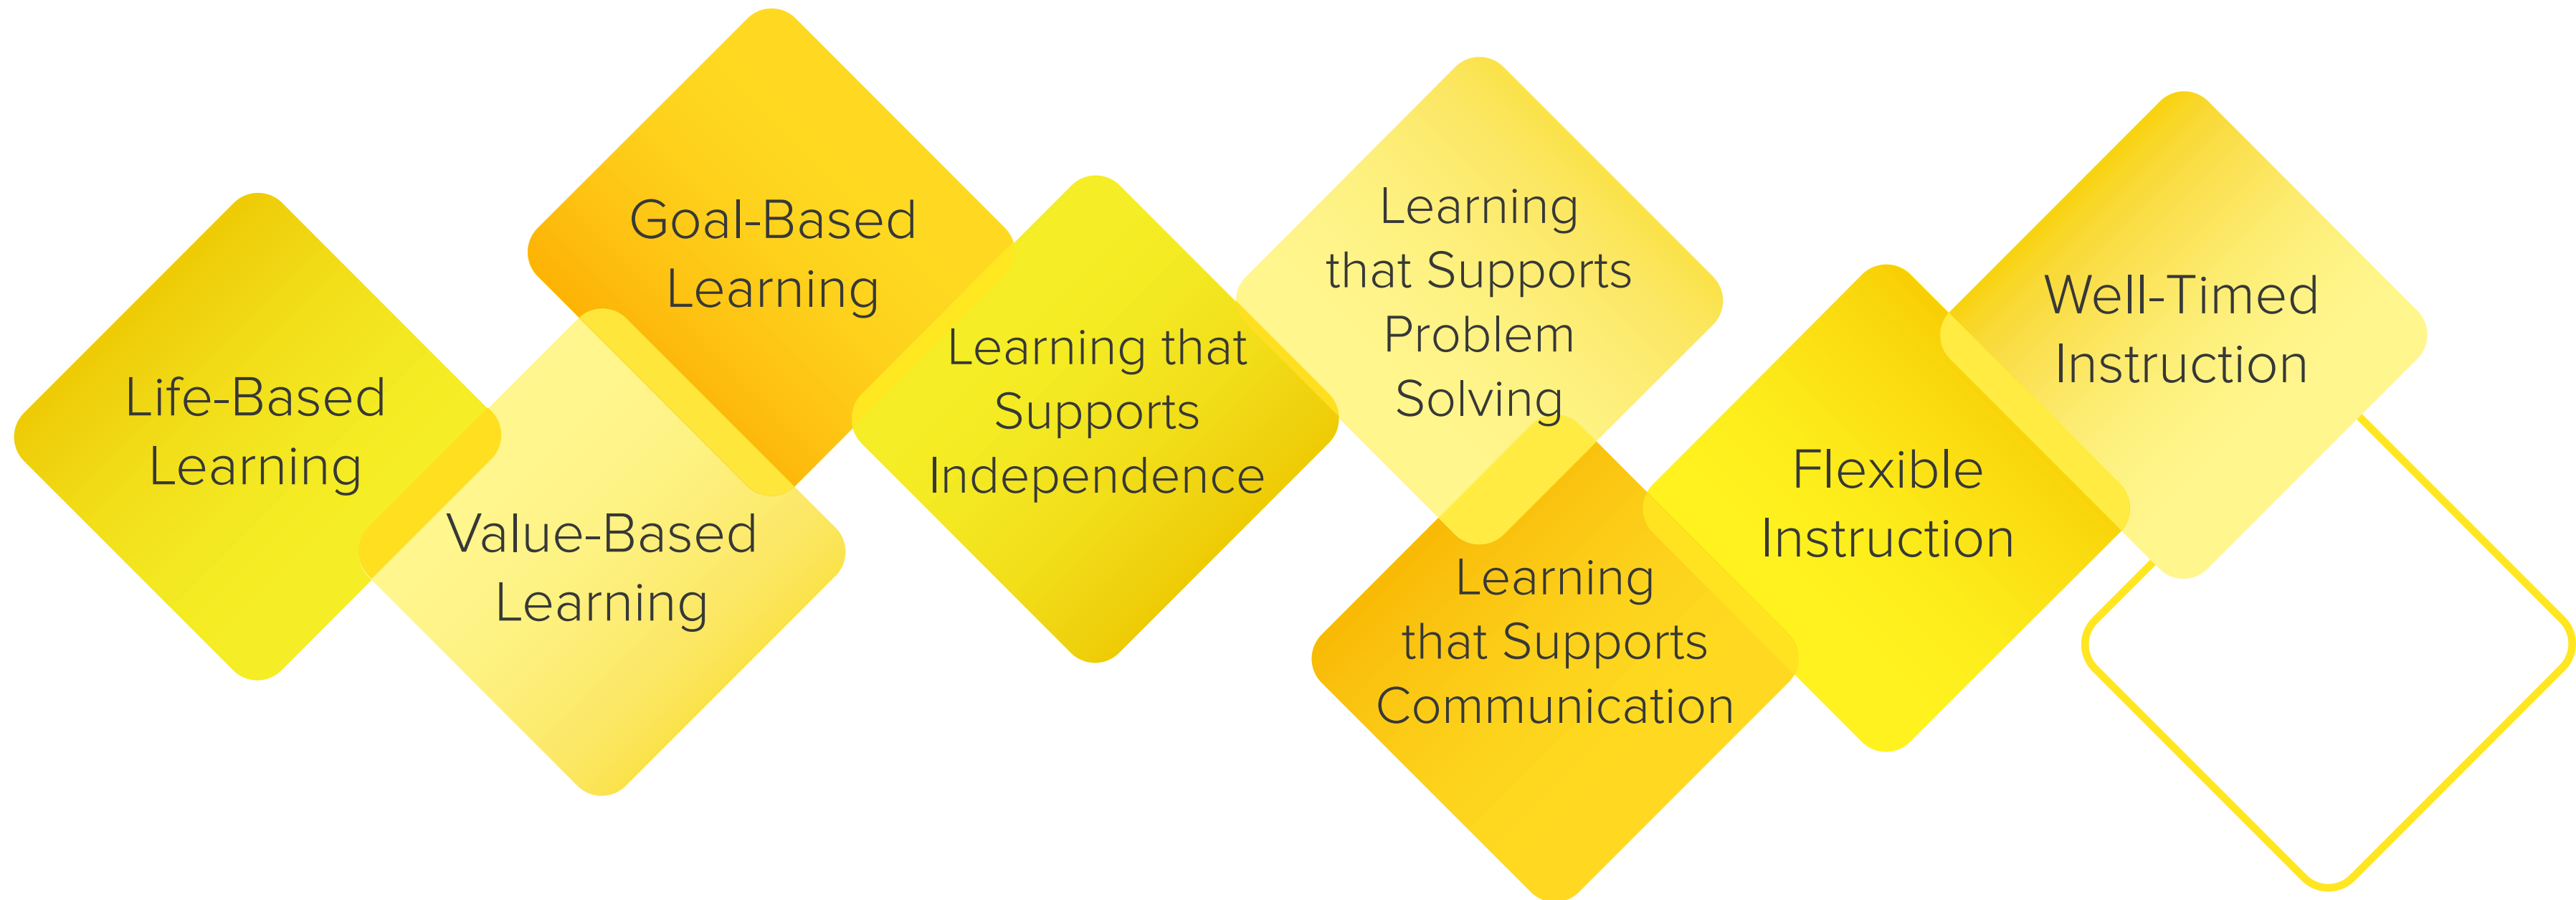 Life-Based
Learning
Value-Based
Learning
Goal-Based
Learning
Learning that
Supports
Independence
Learning
that Supports
Problem
Solving
Learning
that Supports
Communication
Flexible
Instruction
Well-Timed
Instruction